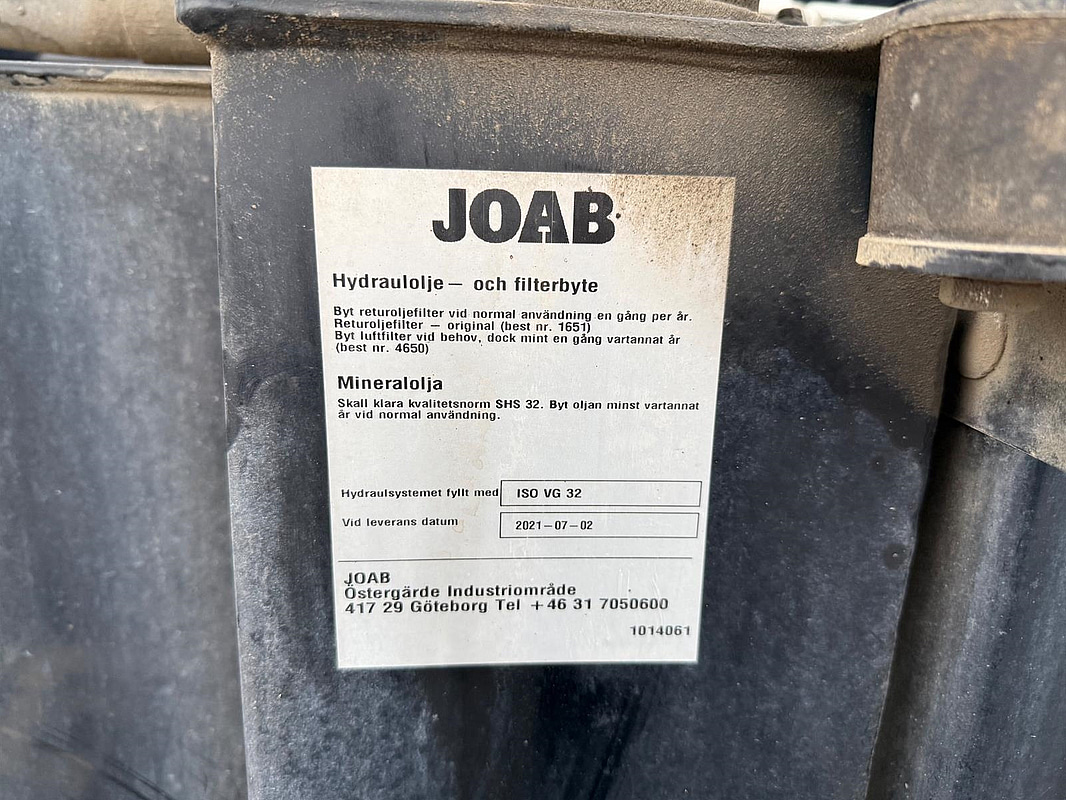 JOAB
Hydraulolje— och filterbyte
Byt returoljefilter vid normal användning en gång per år.
Returoljefilter — original (best nr. 1651)
Byt luftfilter vid behov, dock mint en gång vartannat år
(best nr. 4650)
Mineralolja
Skall klara kvalitetsnorm SHS 32. Byt oljan minst vartannat
år vid normal användning.
Hydraulsystemet fyllt med ISO VG 32
Vid leverans datum 2021—07—02
JOAB
Östergärde Industriområde
417 29 Göteborg Tel +46 31 7050600
1014061